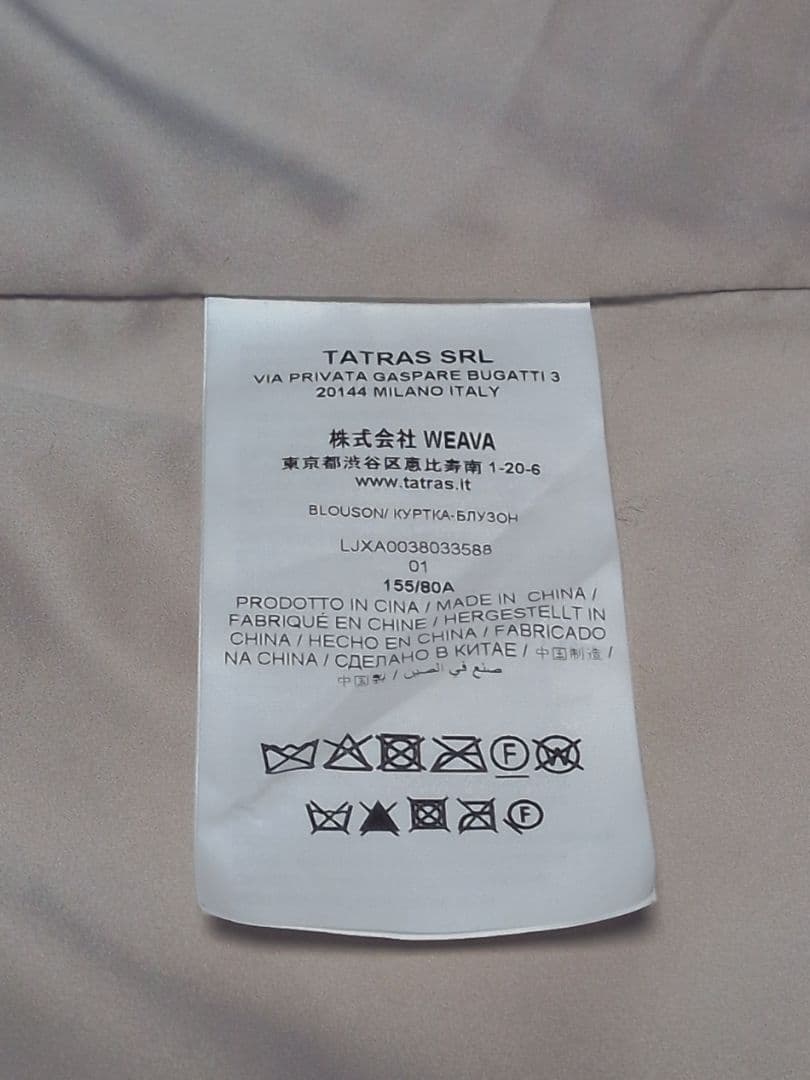 TATRAS SRL
VIA PRIVATA GASPARE BUGATTI 3
20144 MILANO ITALY
株式会社 WEAVA
東京都渋谷区恵比寿南 1-20-6
www.tatras.it
BLOUSON/ КУРТКА-БЛУЗОН
LJXA0038033588
01
155/80A
PRODOTTO IN CINA / MADE IN CHINA /
FABRIQUÉ EN CHINE / HERGESTELLT IN
CHINA / HECHO EN CHINA / FABRICADO
NA CHINA / СДЕЛАНО В КИТАЕ / 中国制造 /
中国製 / صنع في الصين
F W
F